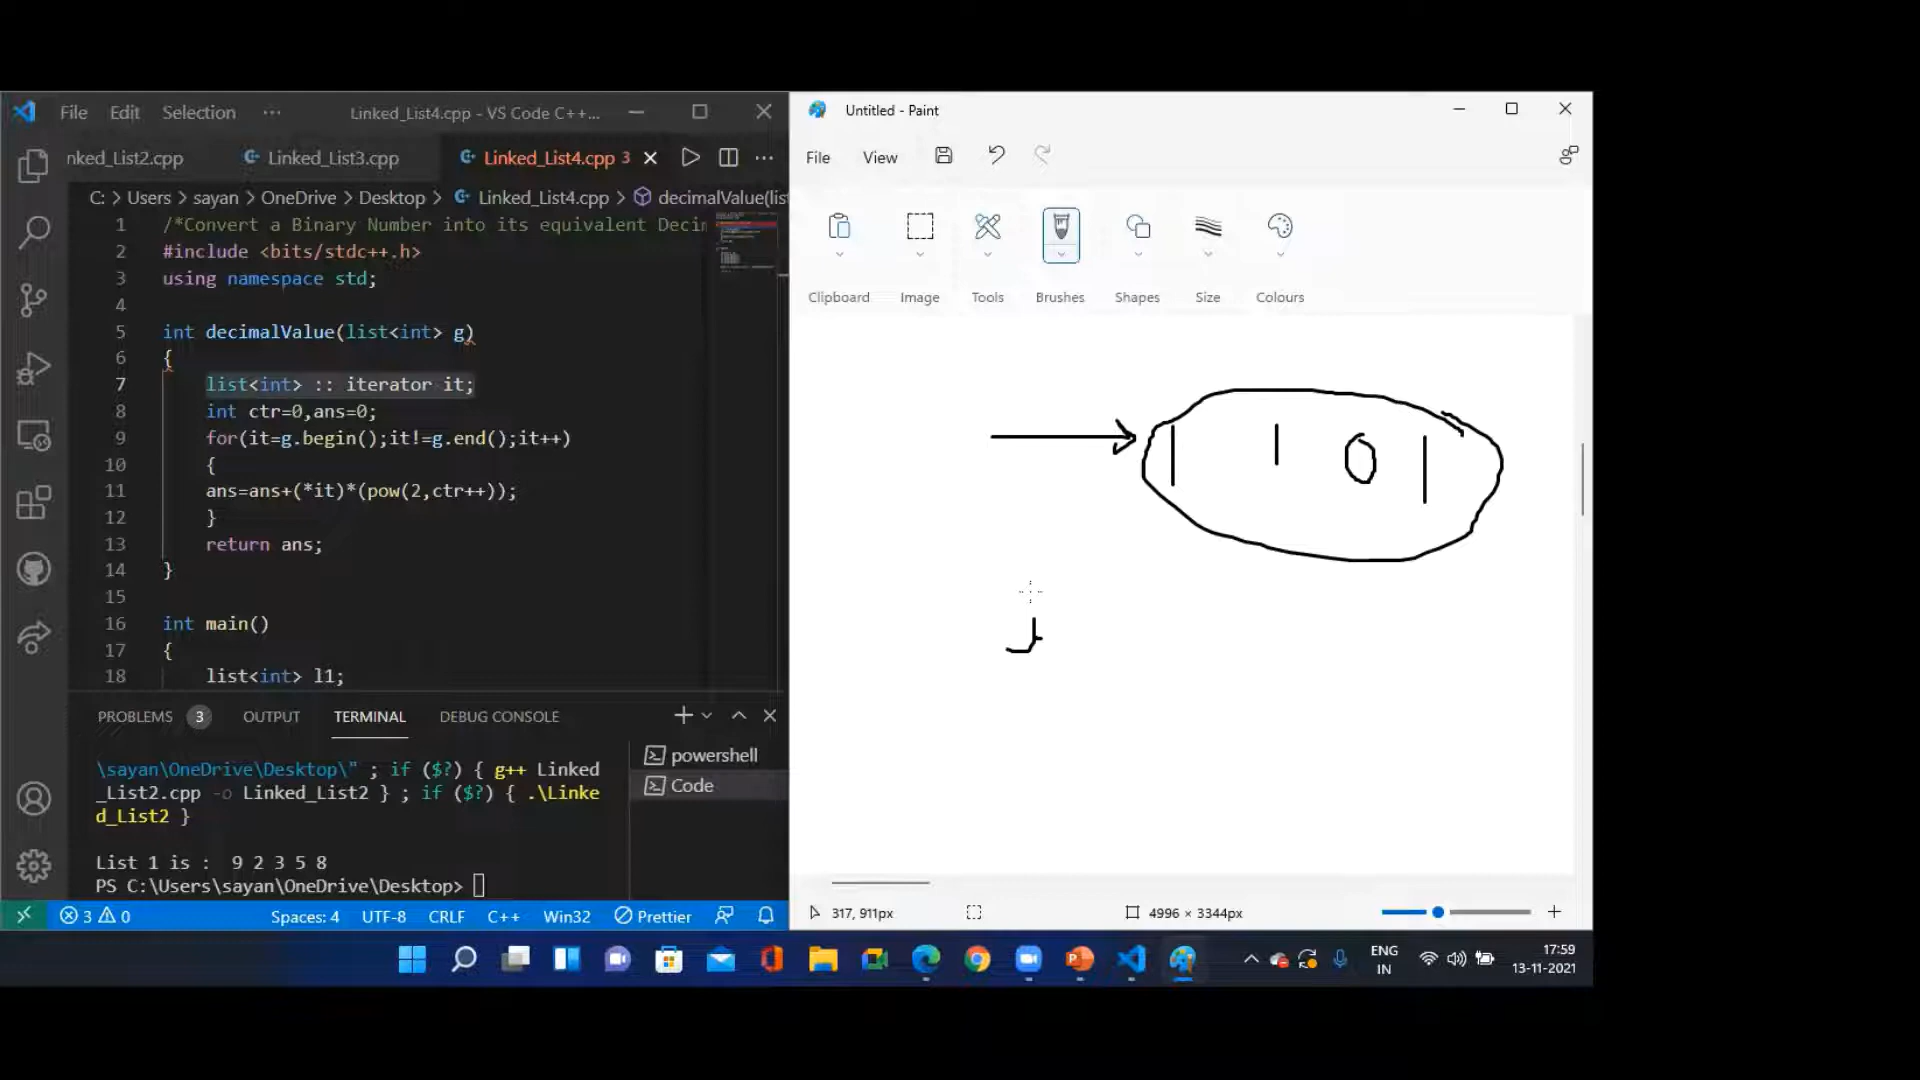 File Edit Selection ··· Linked_List4.cpp - VS Code C++...
nked_List2.cpp Linked_List3.cpp Linked_List4.cpp 3
C: > Users > sayan > OneDrive > Desktop > Linked_List4.cpp > decimalValue(lis
1 /*Convert a Binary Number into its equivalent Decin
2 #include <bits/stdc++.h>
3 using namespace std;
4
5 int decimalValue(list<int> g)
6 {
7 list<int> :: iterator it;
8 int ctr=0,ans=0;
9 for(it=g.begin();it!=g.end();it++)
10 {
11 ans=ans+(*it)*(pow(2,ctr++));
12 }
13 return ans;
14 }
15
16 int main()
17 {
18 list<int> l1;
PROBLEMS 3 OUTPUT TERMINAL DEBUG CONSOLE
\sayan\OneDrive\Desktop\" ; if ($?) { g++ Linked
_List2.cpp -o Linked_List2 } ; if ($?) { .\Linke
d_List2 }
List 1 is : 9 2 3 5 8
PS C:\Users\sayan\OneDrive\Desktop>
powershell
Code
3 0 Spaces: 4 UTF-8 CRLF C++ Win32 Prettier
Untitled - Paint
File View
Clipboard Image Tools Brushes Shapes Size Colours
1 1 0 1
317, 911px 4996 × 3344px
ENG
IN
17:59
13-11-2021